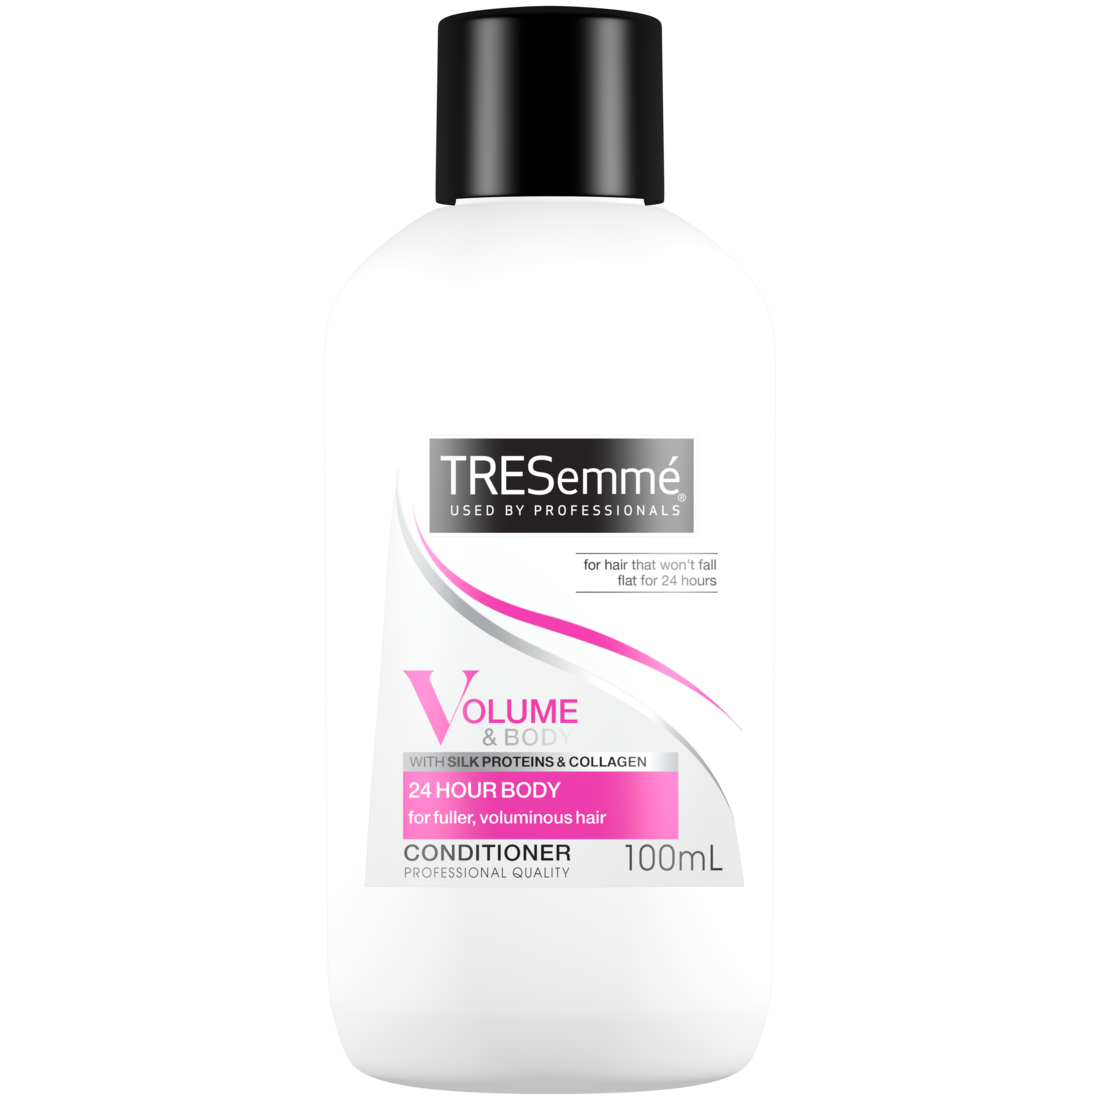 TRESemmé®
USED BY PROFESSIONALS
for hair that won't fall
flat for 24 hours
VOLUME
& BODY
WITH SILK PROTEINS & COLLAGEN
24 HOUR BODY
for fuller, voluminous hair
CONDITIONER 100mL
PROFESSIONAL QUALITY